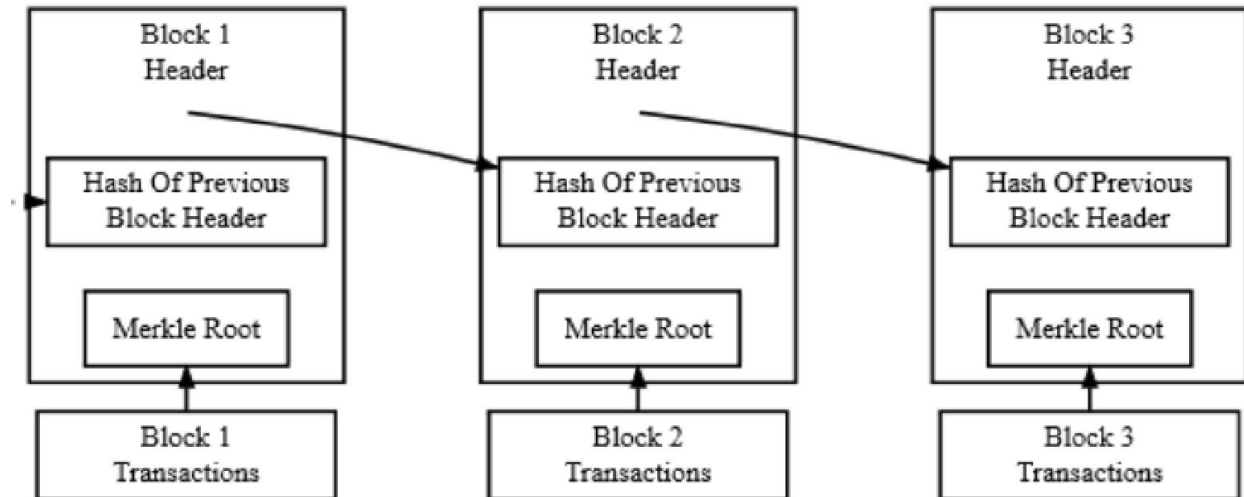 Block 1
Header
Hash Of Previous
Block Header
Merkle Root
Block 1
Transactions
Block 2
Header
Hash Of Previous
Block Header
Merkle Root
Block 2
Transactions
Block 3
Header
Hash Of Previous
Block Header
Merkle Root
Block 3
Transactions